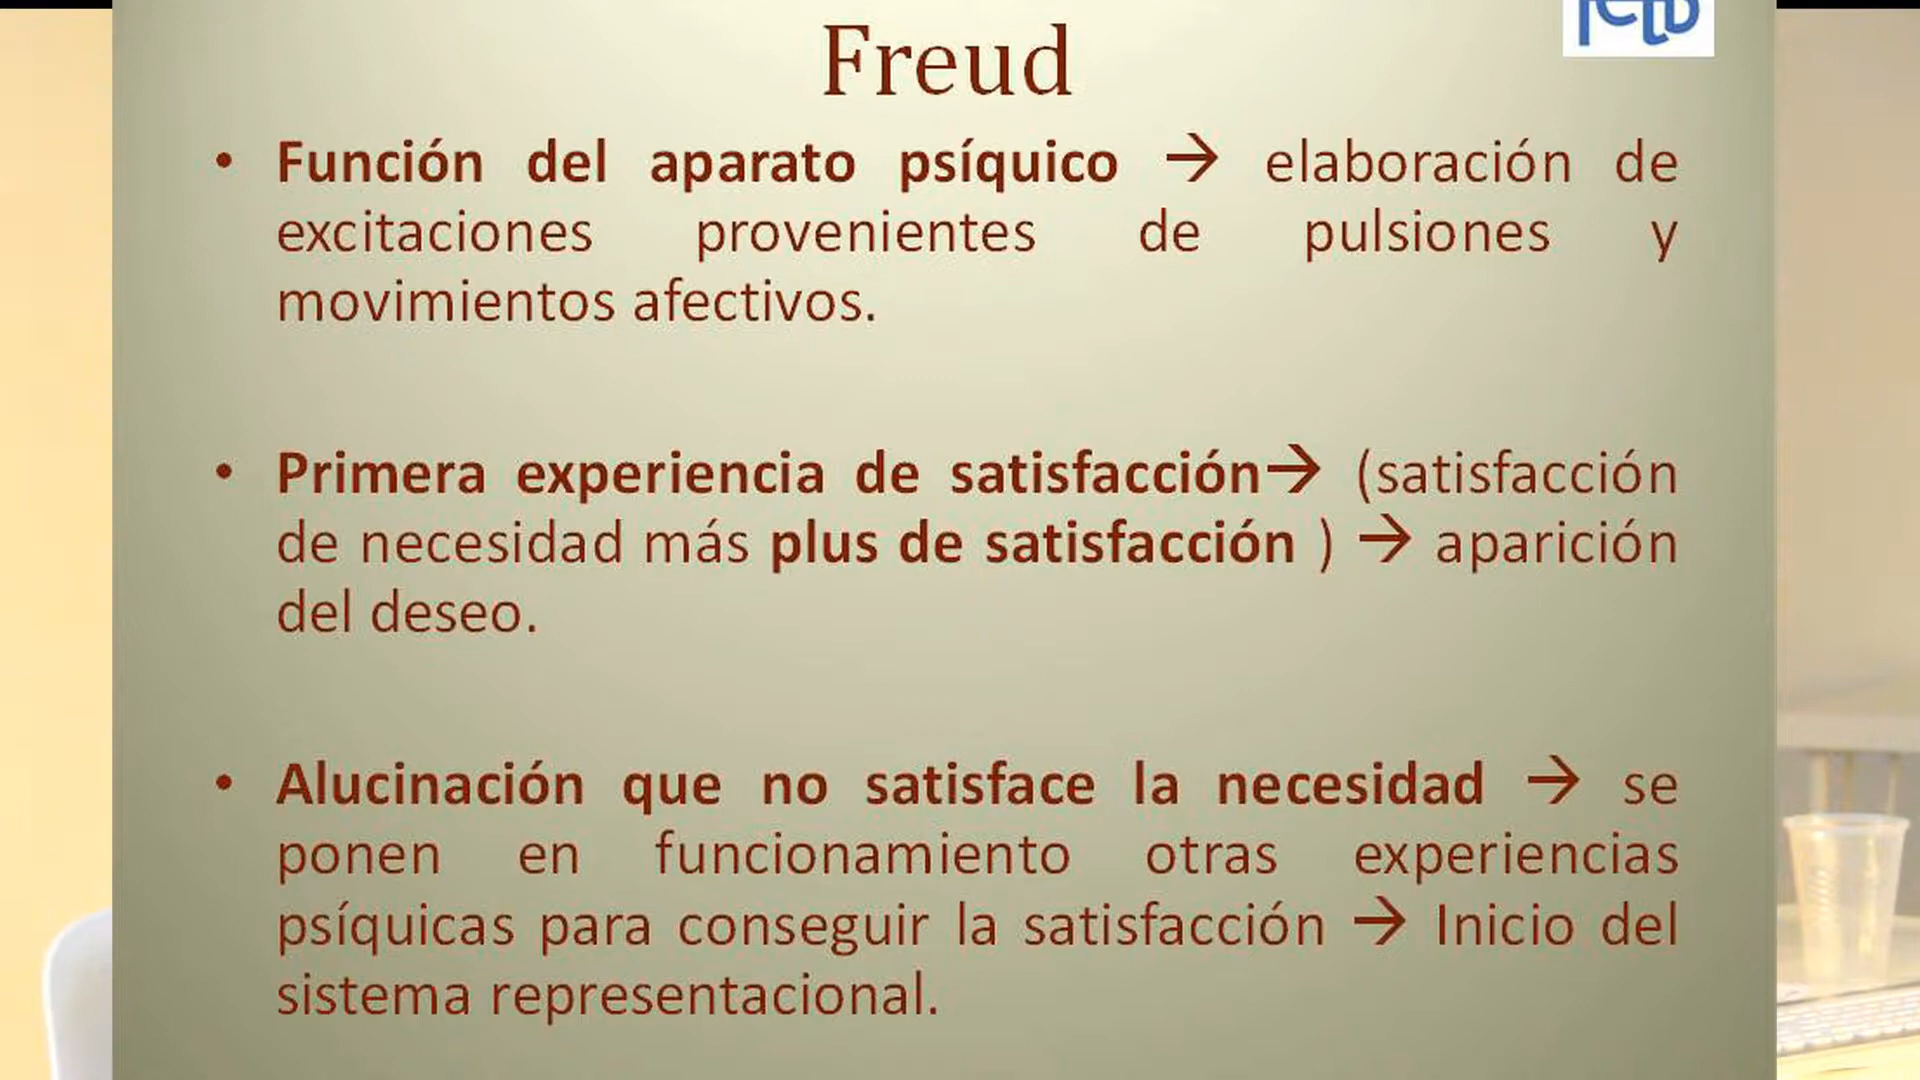 Freud
• Función del aparato psíquico → elaboración de
excitaciones provenientes de pulsiones y
movimientos afectivos.
• Primera experiencia de satisfacción→ (satisfacción
de necesidad más plus de satisfacción ) → aparición
del deseo.
• Alucinación que no satisface la necesidad → se
ponen en funcionamiento otras experiencias
psíquicas para conseguir la satisfacción → Inicio del
sistema representacional.